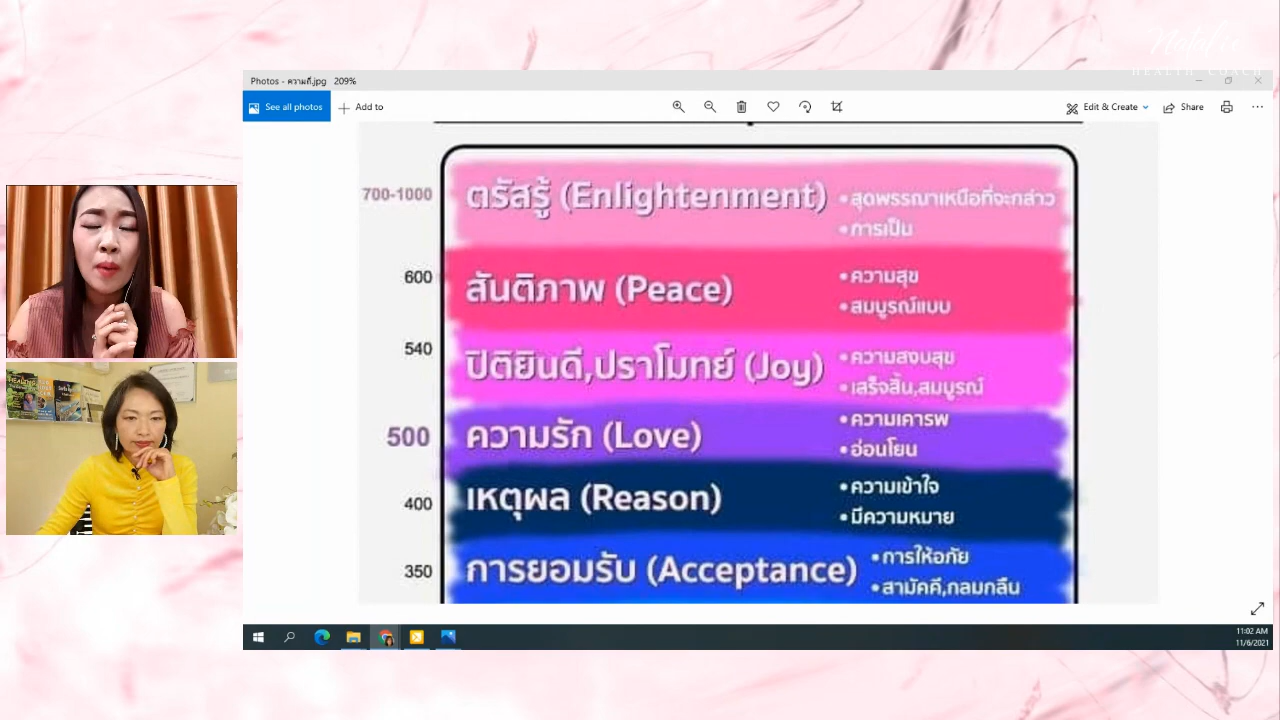 HEALTH COACH
Photos - ความถี่.jpg 209%
See all photos
Add to
Edit & Create
Share
700-1000
ตรัสรู้ (Enlightenment)
•สุดพรรณาเหนือที่จะกล่าว
•การเป็น
600
สันติภาพ (Peace)
•ความสุข
•สมบูรณ์แบบ
540
ปิติยินดี,ปราโมทย์ (Joy)
•ความสงบสุข
•เสร็จสิ้น,สมบูรณ์
500
ความรัก (Love)
•ความเคารพ
•อ่อนโยน
400
เหตุผล (Reason)
•ความเข้าใจ
•มีความหมาย
350
การยอมรับ (Acceptance)
•การให้อภัย
•สามัคคี,กลมกลืน
11:02 AM
11/6/2021